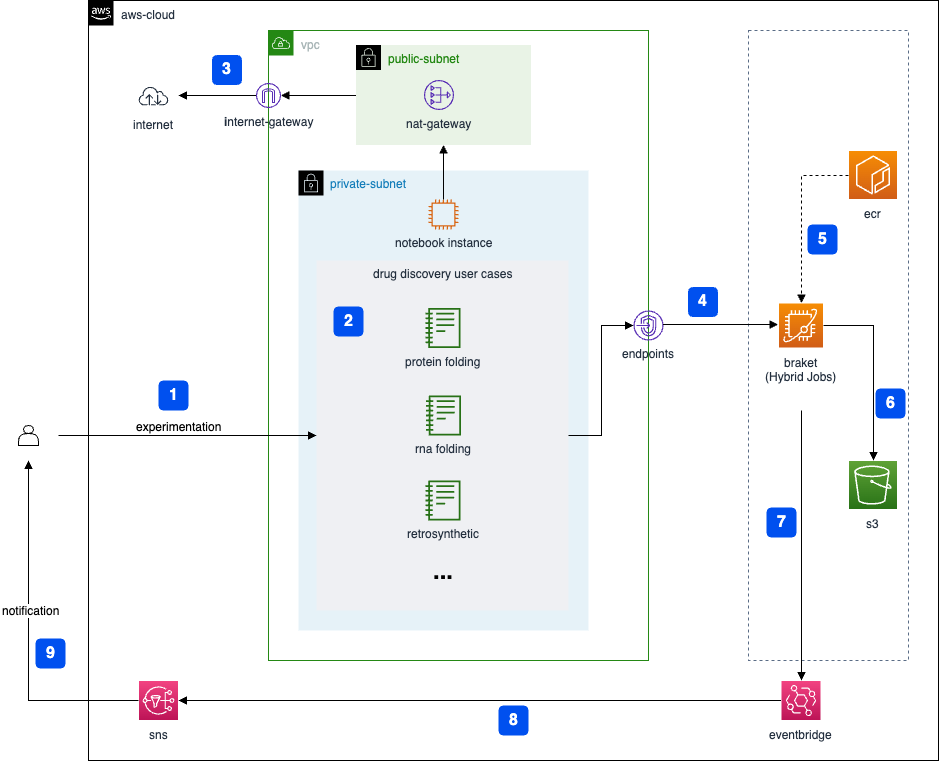 aws
aws-cloud
vpc
public-subnet
3
internet
internet-gateway
nat-gateway
private-subnet
notebook instance
ecr
5
drug discovery user cases
2
4
protein folding
endpoints
braket
(Hybrid Jobs)
1
experimentation
6
rna folding
7
s3
retrosynthetic
...
notification
9
8
sns
eventbridge